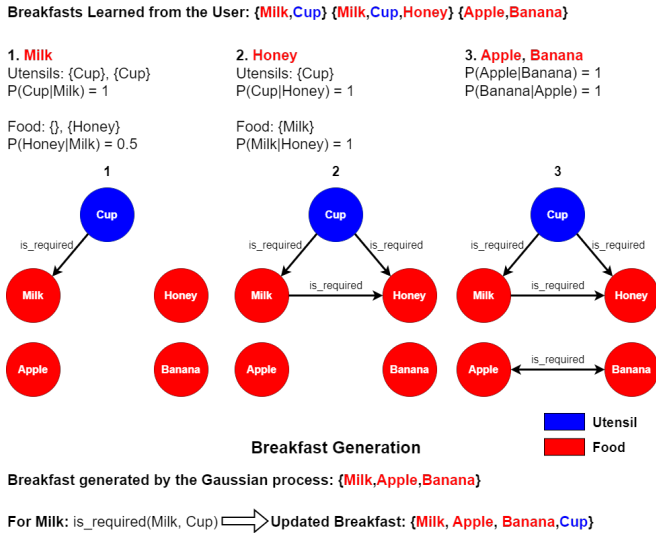 Breakfasts Learned from the User: {Milk,Cup} {Milk,Cup,Honey} {Apple,Banana}
1. Milk
Utensils: {Cup}, {Cup}
P(Cup|Milk) = 1
Food: {}, {Honey}
P(Honey|Milk) = 0.5
2. Honey
Utensils: {Cup}
P(Cup|Honey) = 1
Food: {Milk}
P(Milk|Honey) = 1
3. Apple, Banana
P(Apple|Banana) = 1
P(Banana|Apple) = 1
1
Cup
is_required
Milk
Honey
Apple
Banana
2
Cup
is_required
is_required
Milk
is_required
Honey
Apple
Banana
3
Cup
is_required
is_required
Milk
is_required
Honey
Apple
is_required
Banana
Utensil
Food
Breakfast Generation
Breakfast generated by the Gaussian process: {Milk,Apple,Banana}
For Milk: is_required(Milk, Cup) Updated Breakfast: {Milk, Apple, Banana,Cup}